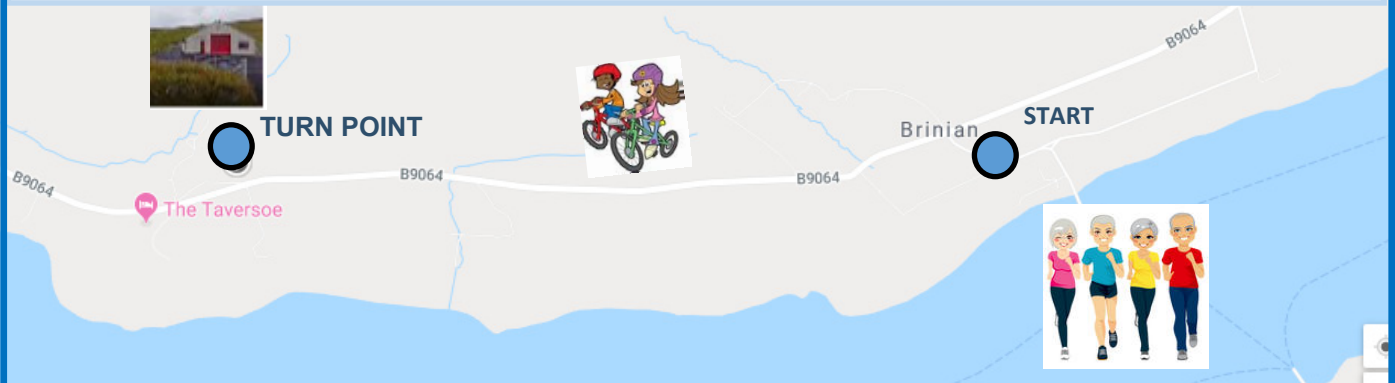 B9064
START
Brinian
TURN POINT
B9064
B9064
B9064
The Taversoe